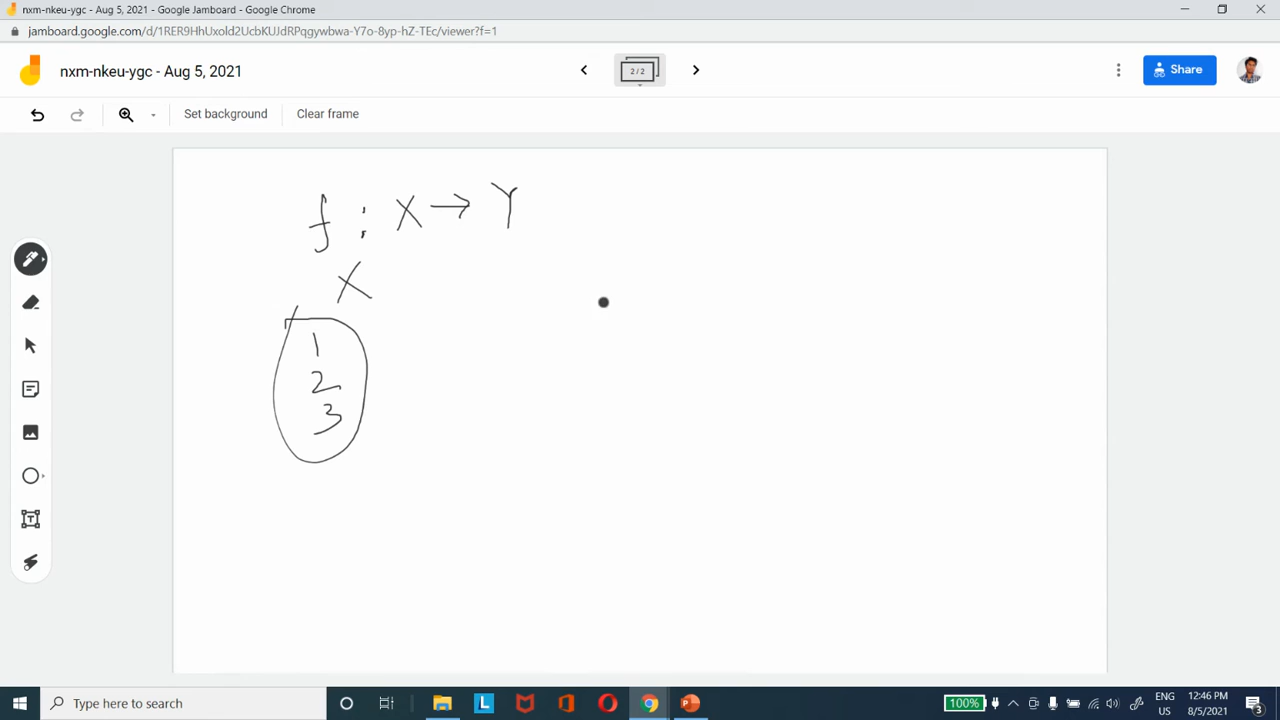 nxm-nkeu-ygc - Aug 5, 2021 - Google Jamboard - Google Chrome
jamboard.google.com/d/1RER9HhUxold2UcbKUJdRPqgywbwa-Y7o-8yp-hZ-TEc/viewer?f=1
nxm-nkeu-ygc - Aug 5, 2021
2 / 2
Share
Set background
Clear frame
f : X → Y
X
1
2
3
Type here to search
100%
ENG
US
12:46 PM
8/5/2021
3